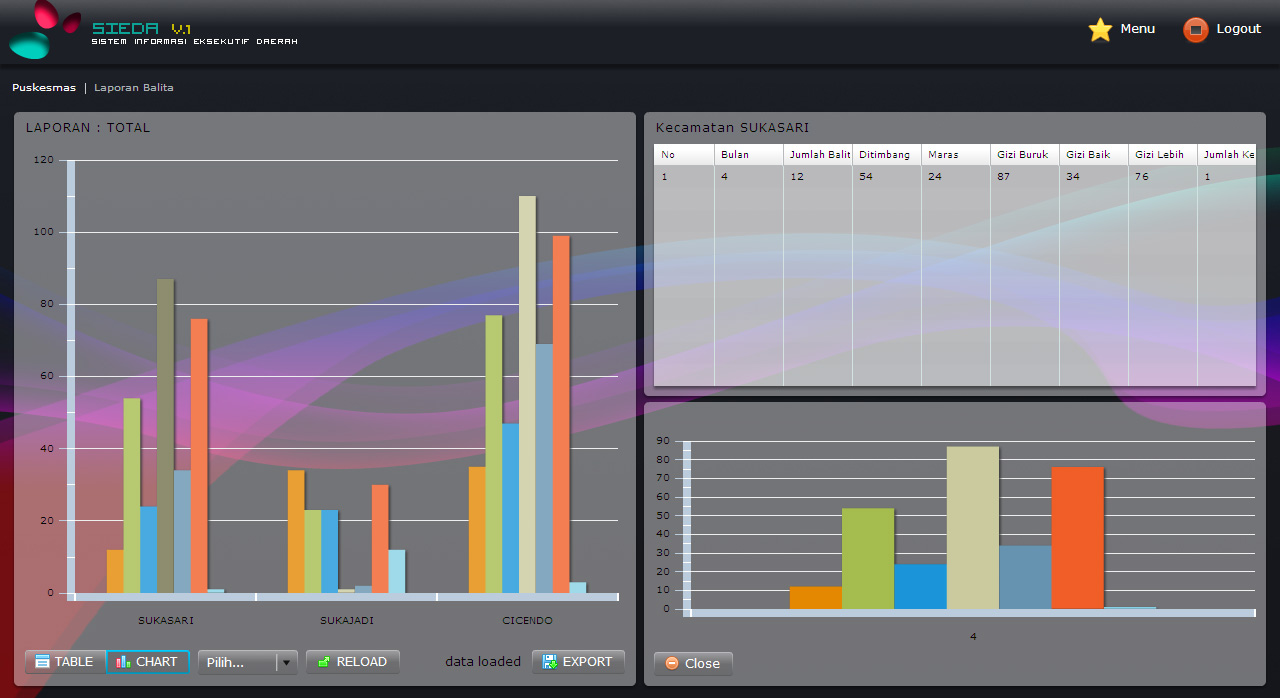 SIEDA V.1
SISTEM INFORMASI EKSEKUTIF DAERAH
Menu
Logout
Puskesmas | Laporan Balita
LAPORAN : TOTAL
120
100
80
60
40
20
0
SUKASARI SUKAJADI CICENDO
TABLE
CHART
Pilih...
RELOAD
data loaded
EXPORT
Kecamatan SUKASARI
No Bulan Jumlah Balit Ditimbang Maras Gizi Buruk Gizi Baik Gizi Lebih Jumlah Ke
1 4 12 54 24 87 34 76 1
90
80
70
60
50
40
30
20
10
0
4
Close